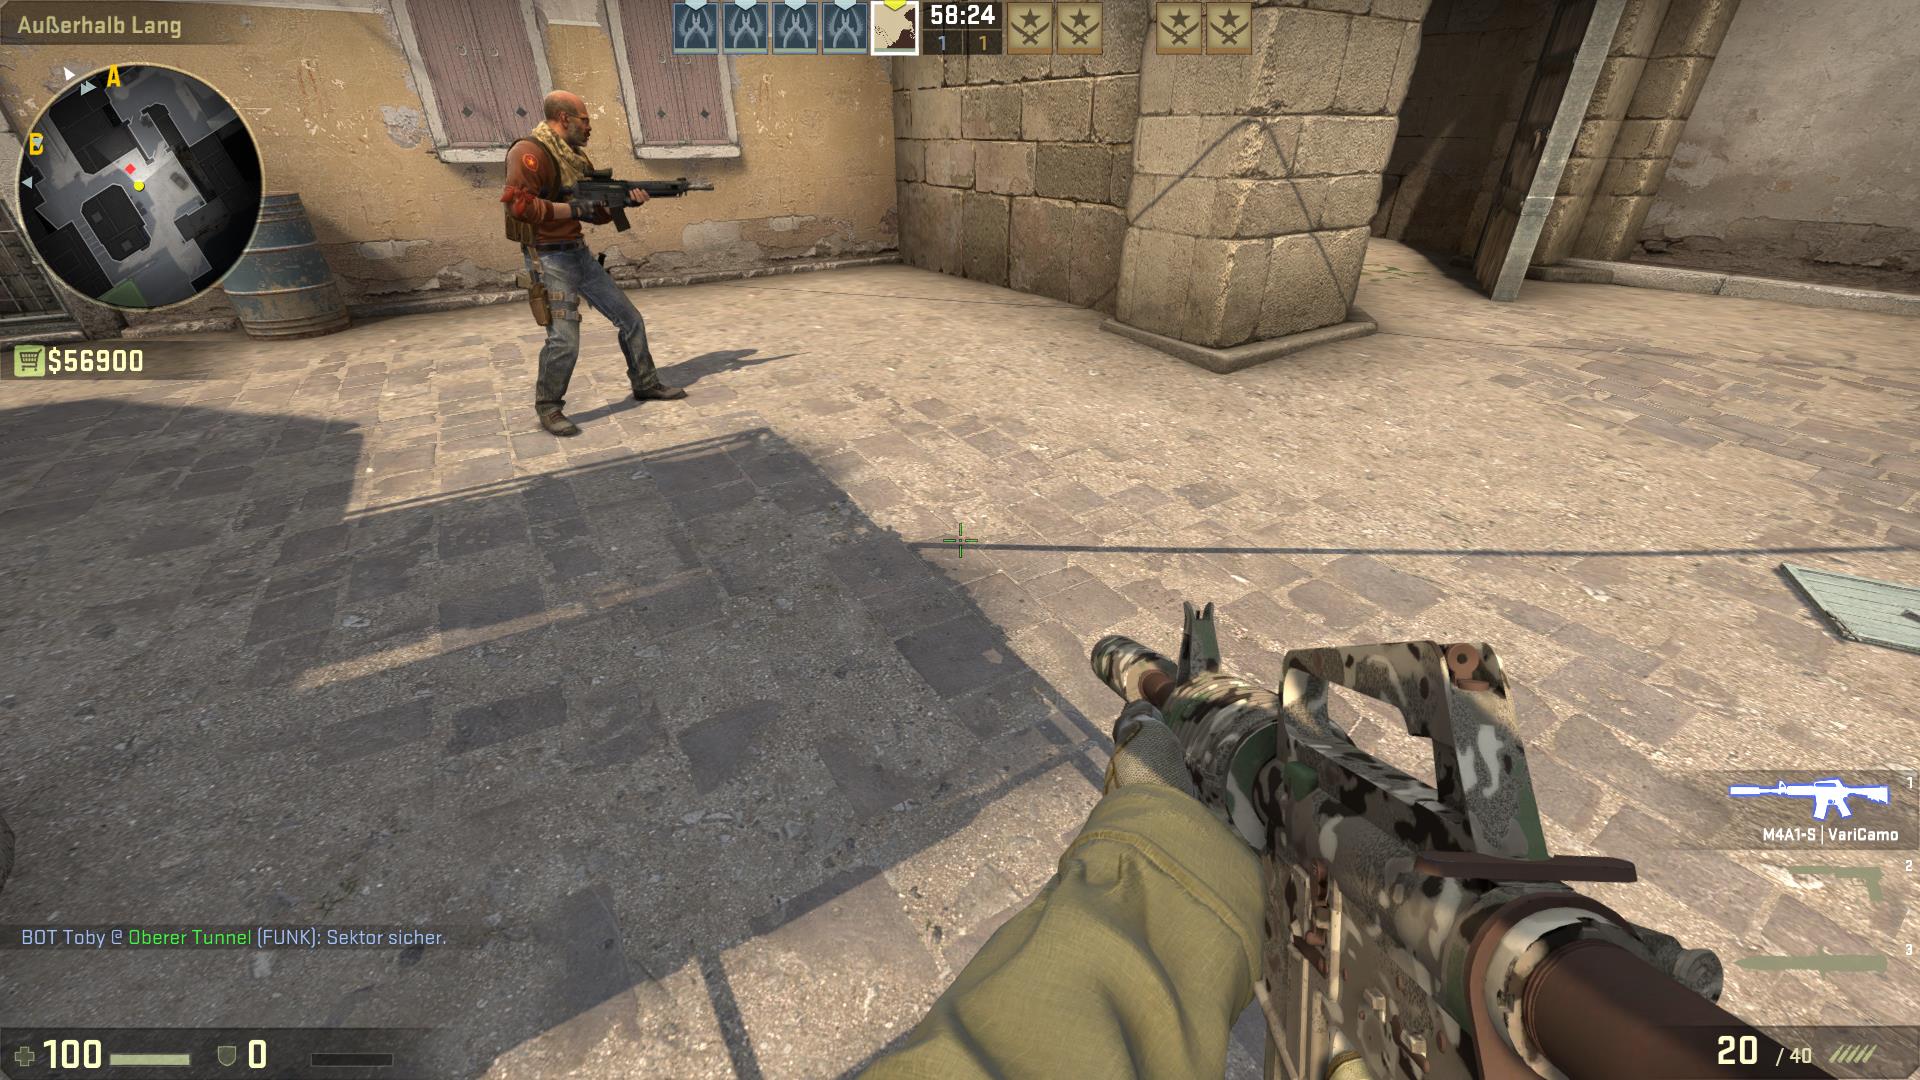 Außerhalb Lang
58:24
1 1
A
B
$56900
1
M4A1-S | VariCamo
2
3
BOT Toby @ Oberer Tunnel (FUNK): Sektor sicher.
100 0
20 / 40